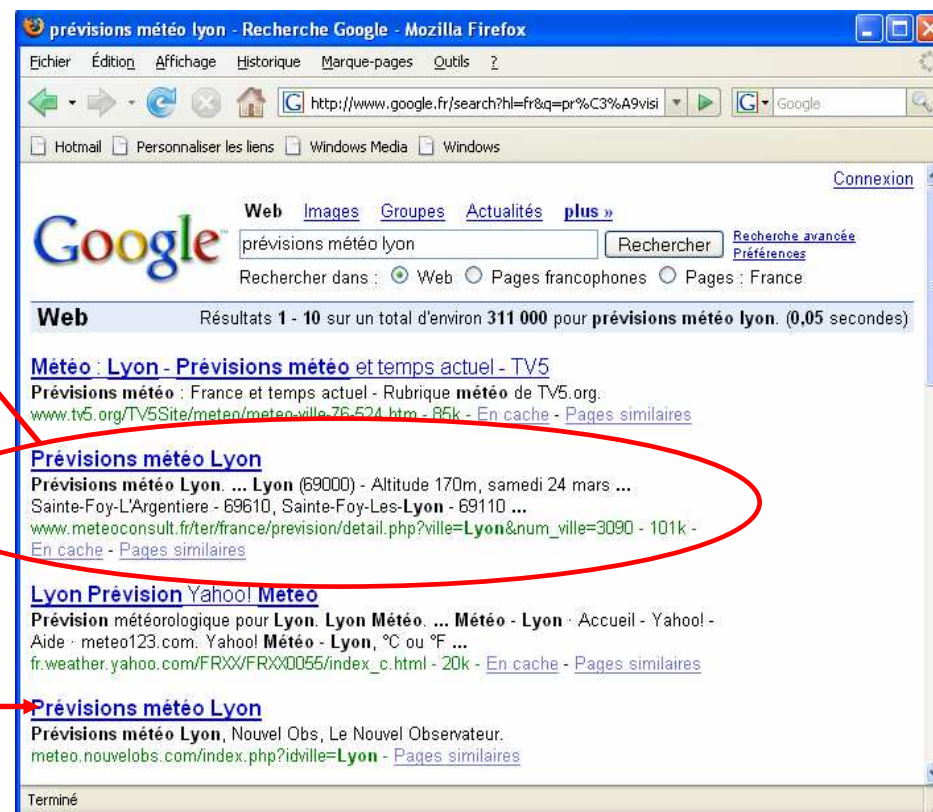 prévisions météo lyon - Recherche Google - Mozilla Firefox
Fichier Édition Affichage Historique Marque-pages Outils ?
G http://www.google.fr/search?hl=fr&q=pr%C3%A9visi G Google
Hotmail Personnaliser les liens Windows Media Windows
Connexion
Web Images Groupes Actualités plus »
Google prévisions météo lyon Rechercher Recherche avancée
Préférences
Rechercher dans : Web Pages francophones Pages : France
Web Résultats 1 - 10 sur un total d'environ 311 000 pour prévisions météo lyon. (0,05 secondes)
Météo : Lyon - Prévisions météo et temps actuel - TV5
Prévisions météo : France et temps actuel - Rubrique météo de TV5.org.
www.tv5.org/TV5Site/meteo/meteo-ville-76-524.htm - 85k - En cache - Pages similaires
Prévisions météo Lyon
Prévisions météo Lyon. ... Lyon (69000) - Altitude 170m, samedi 24 mars ...
Sainte-Foy-L'Argentiere - 69610, Sainte-Foy-Les-Lyon - 69110 ...
www.meteoconsult.fr/ter/france/prevision/detail.php?ville=Lyon&num_ville=3090 - 101k -
En cache - Pages similaires
Lyon Prévision Yahoo! Météo
Prévision météorologique pour Lyon. Lyon Météo. ... Météo - Lyon · Accueil - Yahoo! -
Aide · meteo123.com. Yahoo! Météo - Lyon, °C ou °F ...
fr.weather.yahoo.com/FRXX/FRXX0055/index_c.html - 20k - En cache - Pages similaires
Prévisions météo Lyon
Prévisions météo Lyon, Nouvel Obs, Le Nouvel Observateur.
meteo.nouvelobs.com/index.php?idville=Lyon - Pages similaires
Terminé